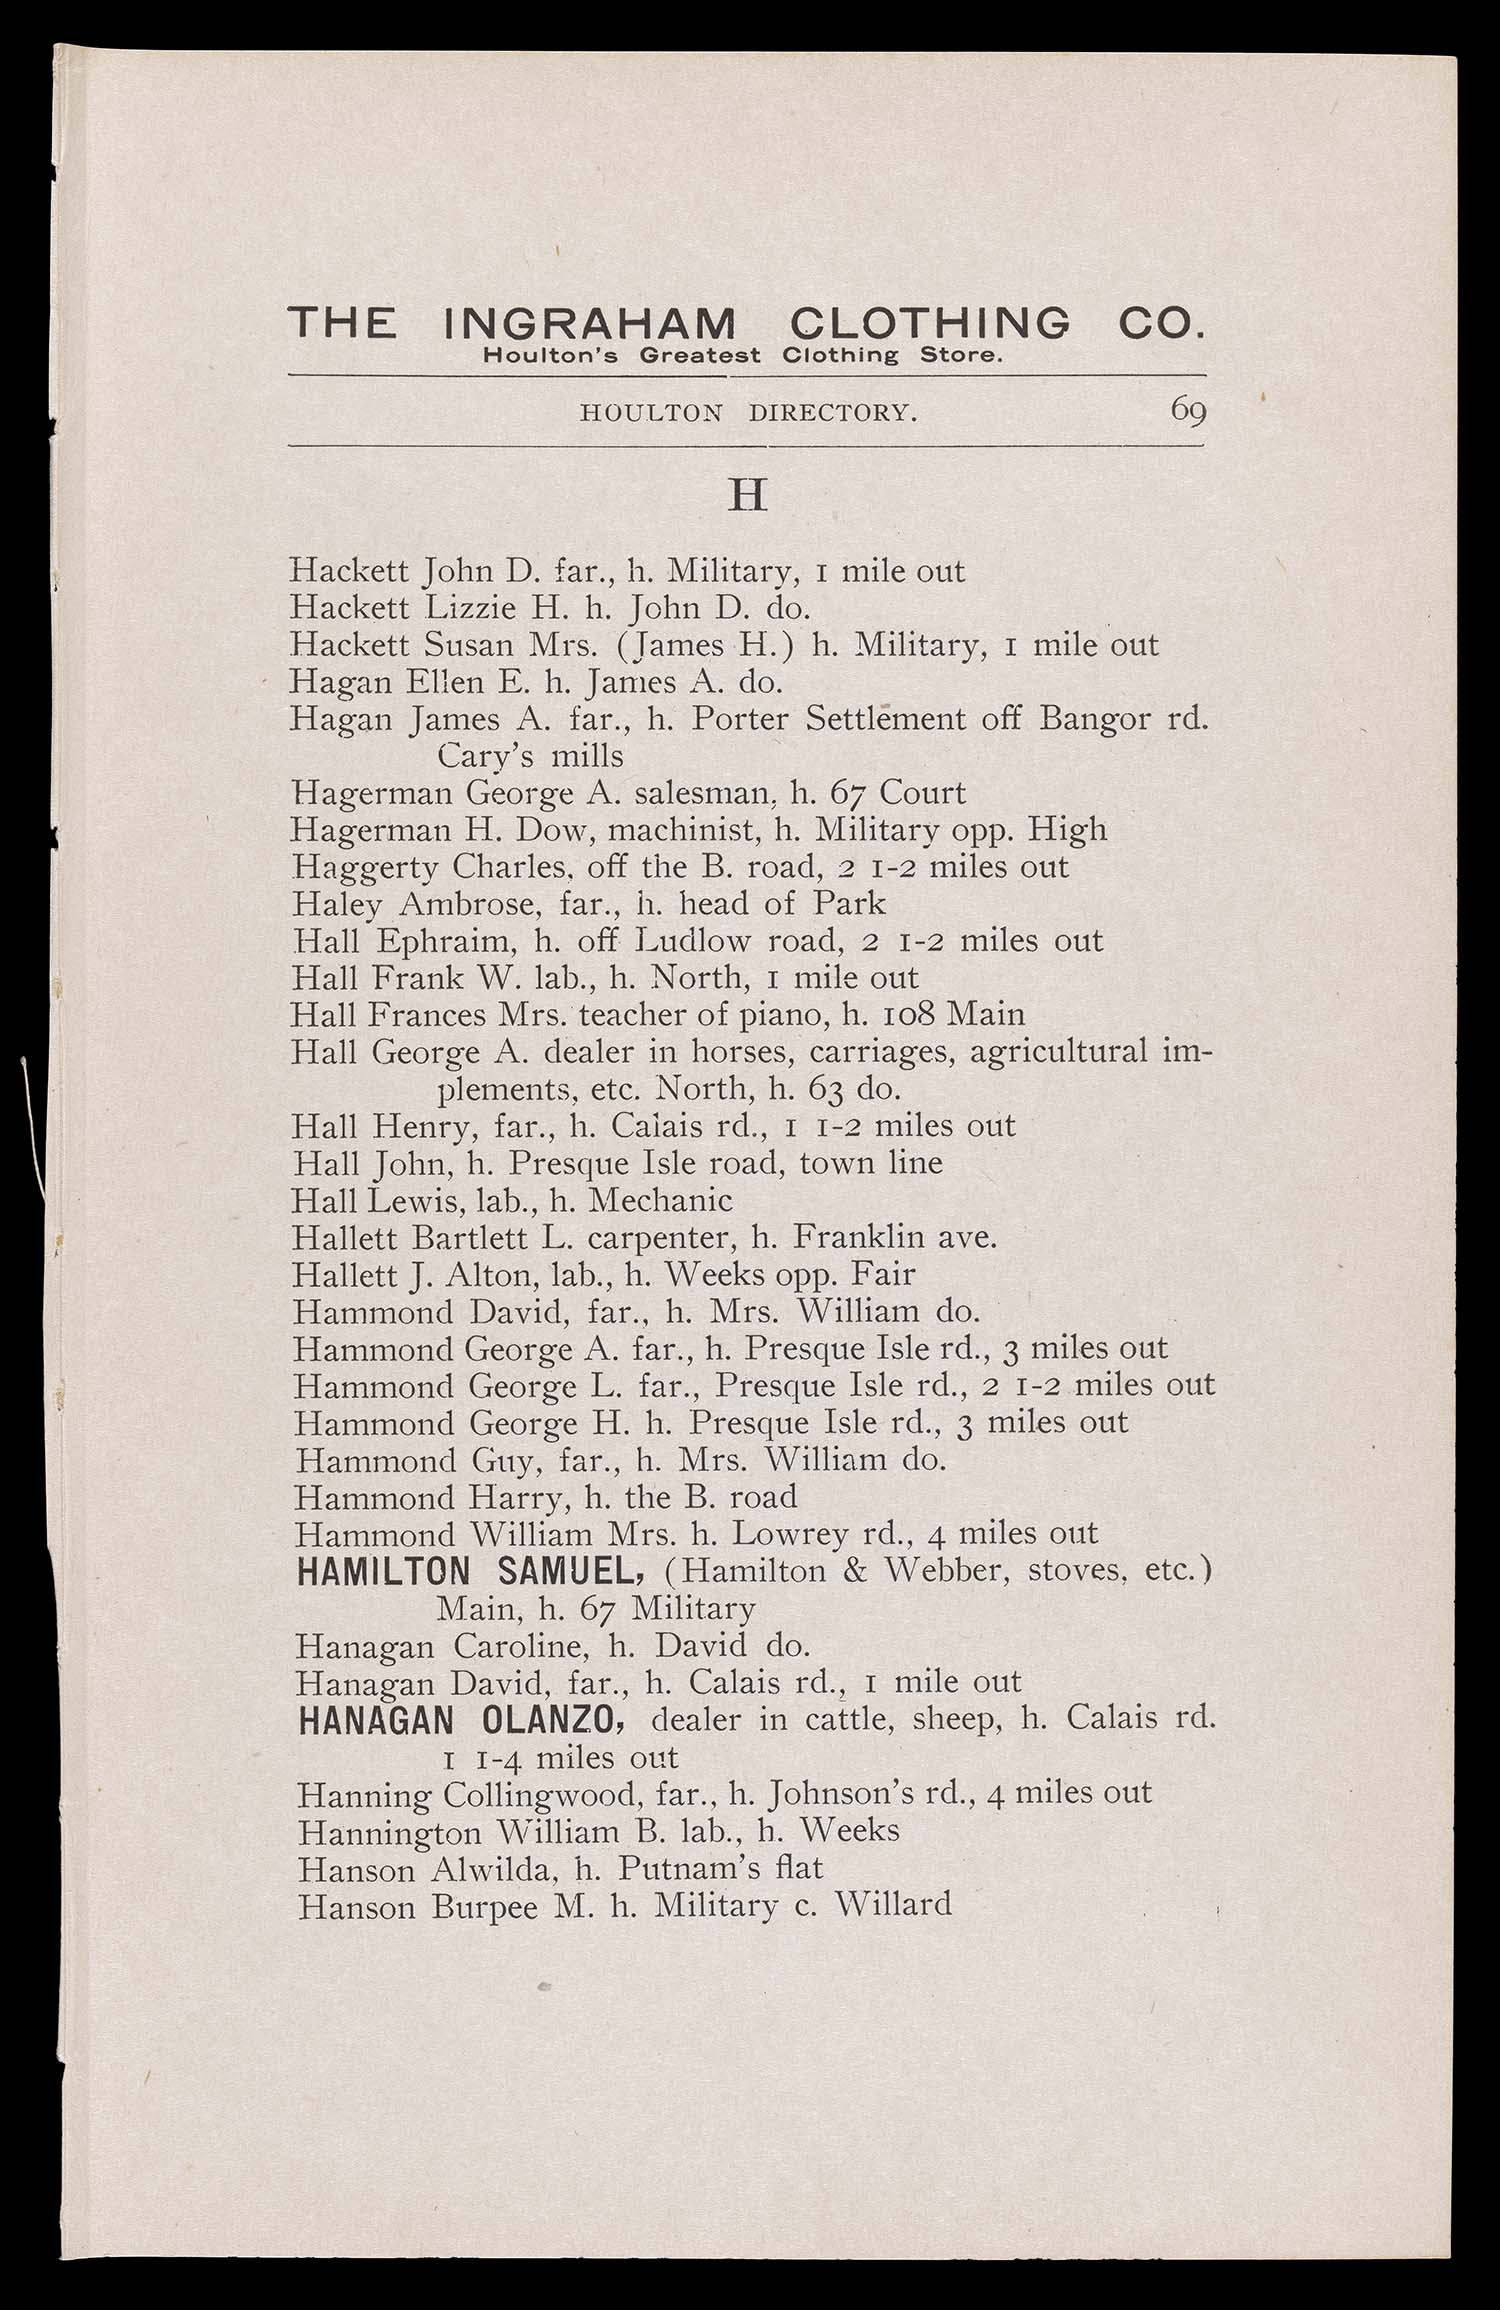 THE INGRAHAM CLOTHING CO.
Houlton's Greatest Clothing Store.
HOULTON DIRECTORY. 69
H
Hackett John D. far., h. Military, 1 mile out
Hackett Lizzie H. h. John D. do.
Hackett Susan Mrs. (James H.) h. Military, 1 mile out
Hagan Ellen E. h. James A. do.
Hagan James A. far., h. Porter Settlement off Bangor rd.
Cary's mills
Hagerman George A. salesman, h. 67 Court
Hagerman H. Dow, machinist, h. Military opp. High
Haggerty Charles, off the B. road, 2 1-2 miles out
Haley Ambrose, far., h. head of Park
Hall Ephraim, h. off Ludlow road, 2 1-2 miles out
Hall Frank W. lab., h. North, 1 mile out
Hall Frances Mrs. teacher of piano, h. 108 Main
Hall George A. dealer in horses, carriages, agricultural im-
plements, etc. North, h. 63 do.
Hall Henry, far., h. Calais rd., 1 1-2 miles out
Hall John, h. Presque Isle road, town line
Hall Lewis, lab., h. Mechanic
Hallett Bartlett L. carpenter, h. Franklin ave.
Hallett J. Alton, lab., h. Weeks opp. Fair
Hammond David, far., h. Mrs. William do.
Hammond George A. far., h. Presque Isle rd., 3 miles out
Hammond George L. far., Presque Isle rd., 2 1-2 miles out
Hammond George H. h. Presque Isle rd., 3 miles out
Hammond Guy, far., h. Mrs. William do.
Hammond Harry, h. the B. road
Hammond William Mrs. h. Lowrey rd., 4 miles out
HAMILTON SAMUEL, (Hamilton & Webber, stoves, etc.)
Main, h. 67 Military
Hanagan Caroline, h. David do.
Hanagan David, far., h. Calais rd., 1 mile out
HANAGAN OLANZO, dealer in cattle, sheep, h. Calais rd.
1 1-4 miles out
Hanning Collingwood, far., h. Johnson's rd., 4 miles out
Hannington William B. lab., h. Weeks
Hanson Alwilda, h. Putnam's flat
Hanson Burpee M. h. Military c. Willard